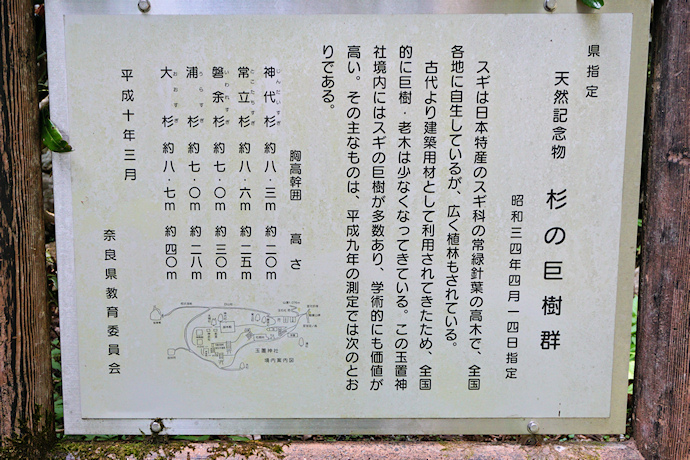 県指定
天然記念物 杉の巨樹群
昭和三四年四月一四日指定
スギは日本特産のスギ科の常緑針葉の高木で、全国
各地に自生しているが、広く植林もされている。
古代より建築用材として利用されてきたため、全国
的に巨樹・老木は少なくなってきている。この玉置神
社境内にはスギの巨樹が多数あり、学術的にも価値が
高い。その主なものは、平成九年の測定では次のとお
りである。
胸高幹囲 高さ
神代杉 約八・三m 約二〇m
常立杉 約八・六m 約二五m
磐余杉 約七・〇m 約三〇m
浦杉 約七・〇m 約二八m
大杉 約八・七m 約四〇m
平成十年三月
奈良県教育委員会
玉置神社
境内案内図